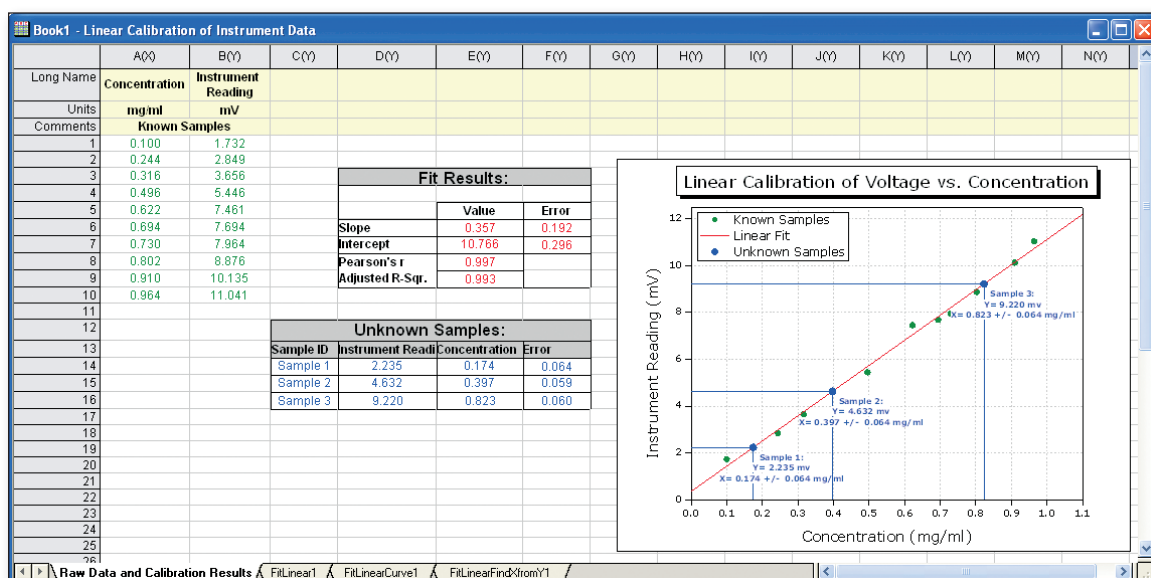 Book1 - Linear Calibration of Instrument Data
A(X) B(Y) C(Y) D(Y) E(Y) F(Y) G(Y) H(Y) I(Y) J(Y) K(Y) L(Y) M(Y) N(Y)
Long Name Concentration Instrument Reading
Units mg/ml mV
Comments Known Samples
1 0.100 1.732
2 0.244 2.849
3 0.316 3.656
4 0.496 5.446
5 0.622 7.461
6 0.694 7.694
7 0.730 7.964
8 0.802 8.876
9 0.910 10.135
10 0.964 11.041
11
12
13
14
15
16
17
18
19
20
21
22
23
24
25
26
Fit Results:
Value Error
Slope 0.357 0.192
Intercept 10.766 0.296
Pearson's r 0.997
Adjusted R-Sqr. 0.993
Unknown Samples:
Sample ID Instrument Readi Concentration Error
Sample 1 2.235 0.174 0.064
Sample 2 4.632 0.397 0.059
Sample 3 9.220 0.823 0.060
Linear Calibration of Voltage vs. Concentration
Known Samples
Linear Fit
Unknown Samples
12
10
8
6
4
2
0
Instrument Reading (mV)
Sample 3:
Y= 9.220 mv
X= 0.823 +/- 0.064 mg/ml
Sample 2:
Y= 4.632 mv
X= 0.397 +/- 0.064 mg/ml
Sample 1:
Y= 2.235 mv
X= 0.174 +/- 0.064 mg/ml
0.0 0.1 0.2 0.3 0.4 0.5 0.6 0.7 0.8 0.9 1.0 1.1
Concentration (mg/ml)
Raw Data and Calibration Results FitLinear1 FitLinearCurve1 FitLinearFindXfromY1